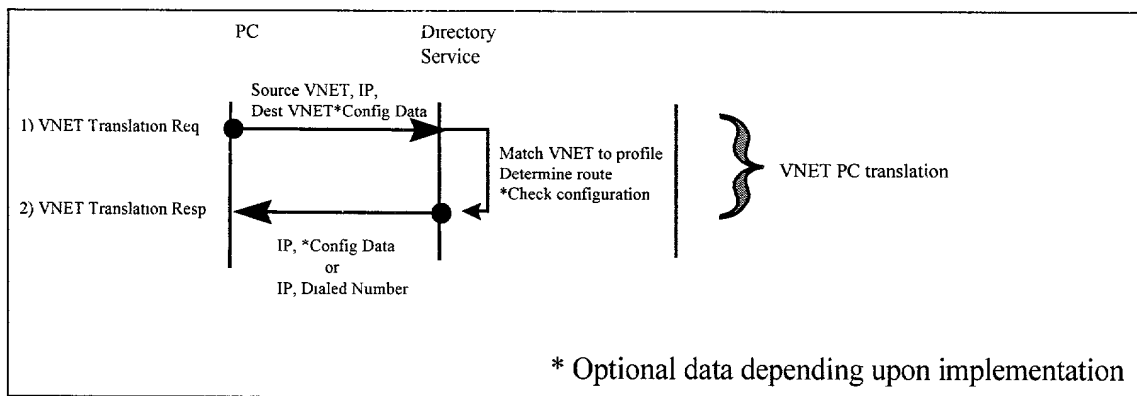 PC
Directory
Service
Source VNET, IP,
Dest VNET*Config Data
1) VNET Translation Req
Match VNET to profile
Determine route
*Check configuration
VNET PC translation
2) VNET Translation Resp
IP, *Config Data
or
IP, Dialed Number
* Optional data depending upon implementation